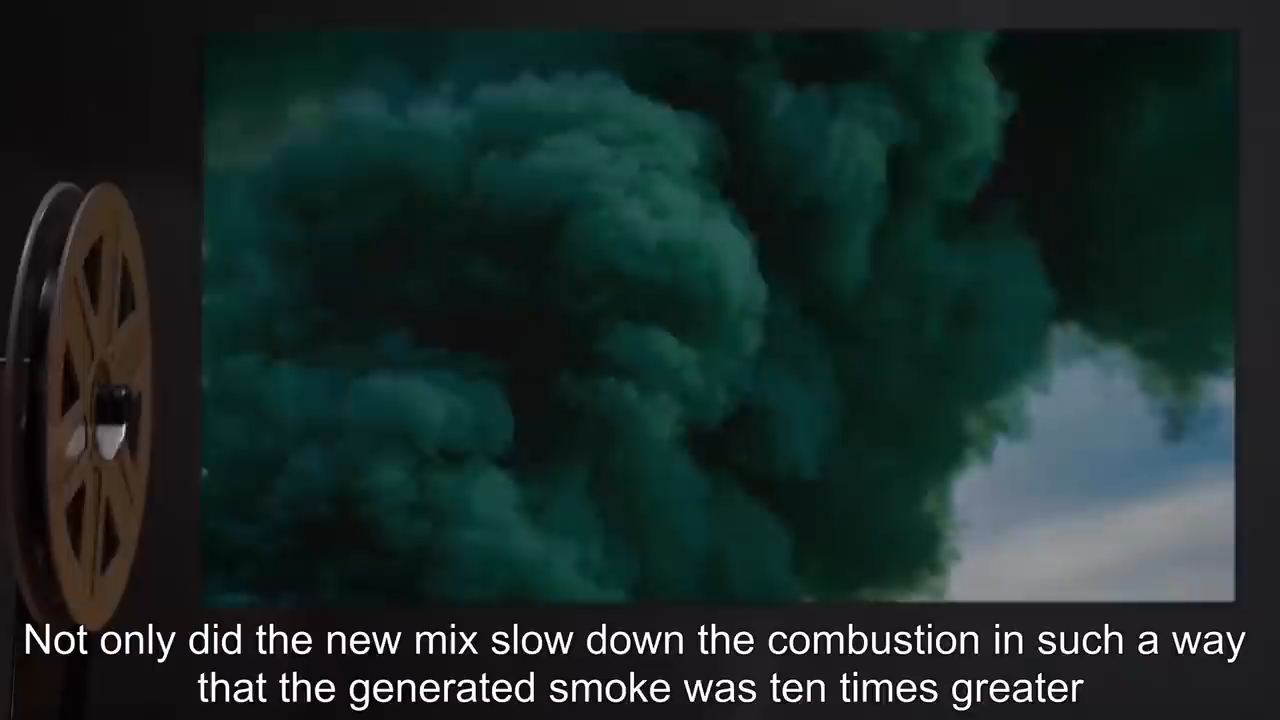 Not only did the new mix slow down the combustion in such a way
that the generated smoke was ten times greater